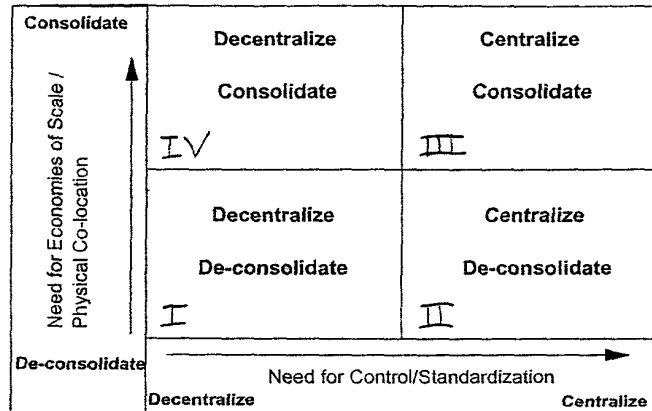 Consolidate
Need for Economies of Scale /
Physical Co-location
De-consolidate
Decentralize
Consolidate
IV
Centralize
Consolidate
III
Decentralize
De-consolidate
I
Centralize
De-consolidate
II
Need for Control/Standardization
Decentralize
Centralize